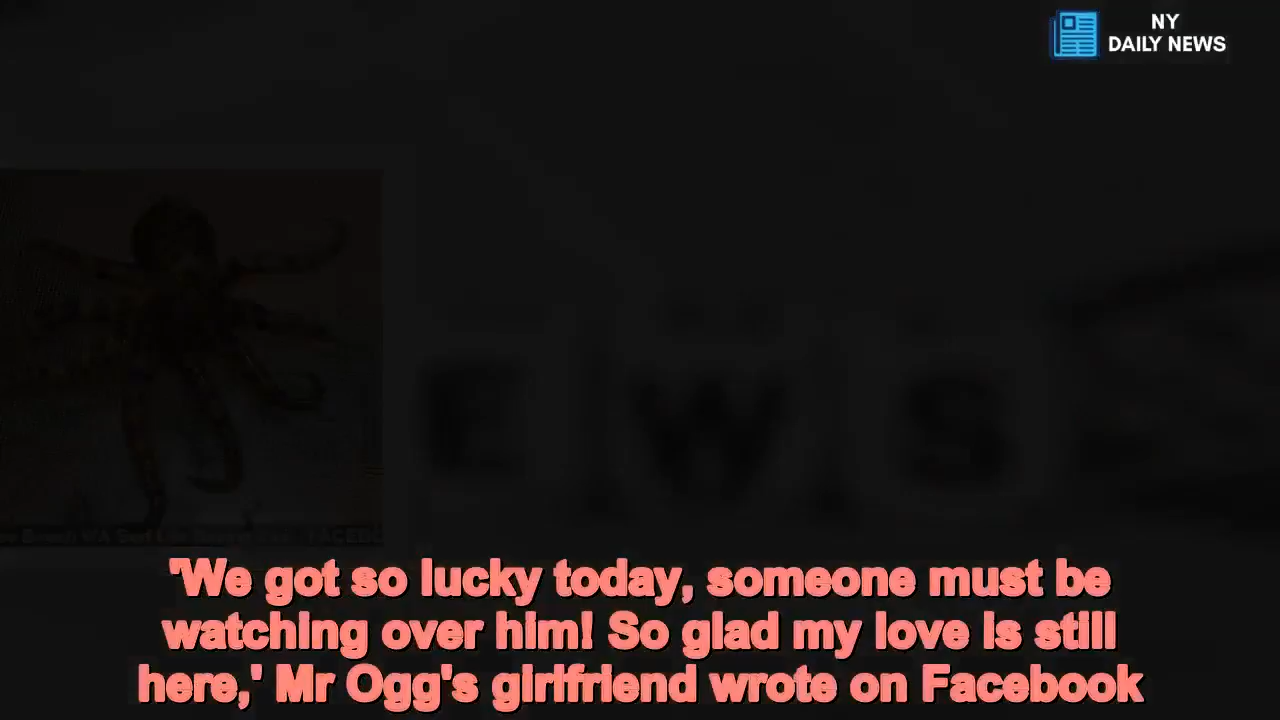 NY
DAILY NEWS
E W S
'We got so lucky today, someone must be
watching over him! So glad my love is still
here,' Mr Ogg's girlfriend wrote on Facebook